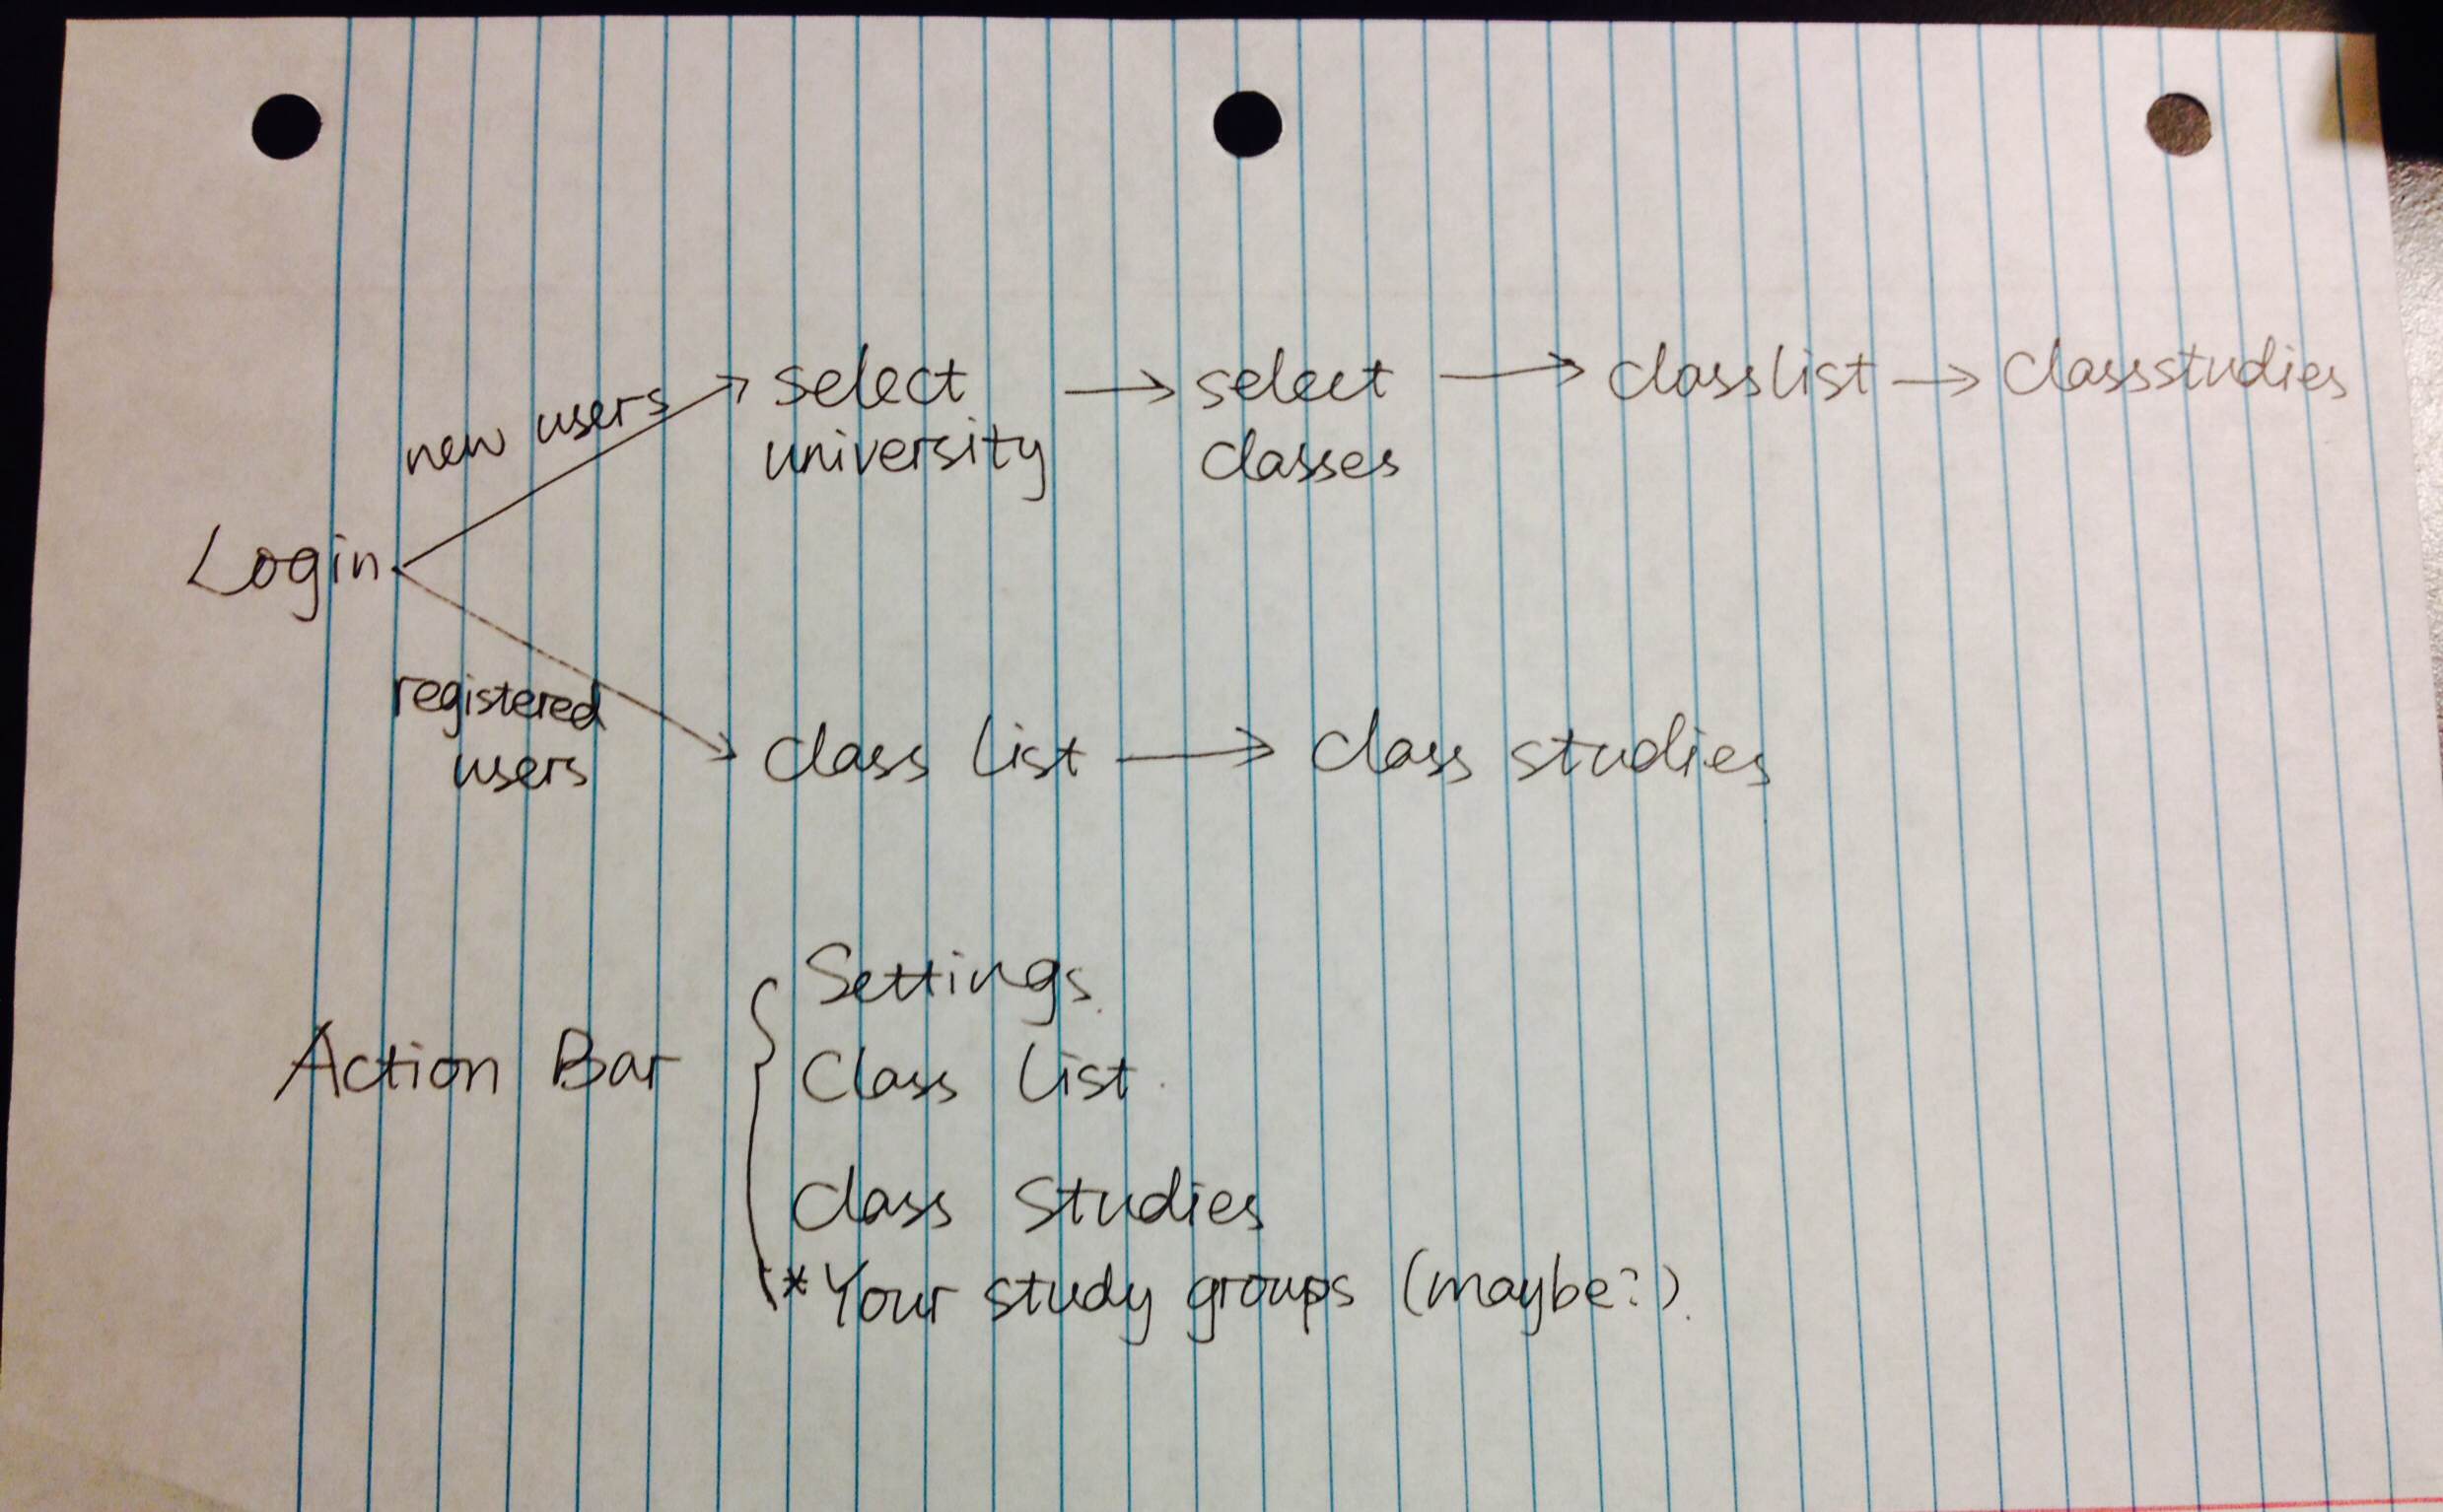 new users
select university
select classes
classlist
classstudies
Login
registered users
class list
class studies
Action Bar
Settings
Class List
Class Studies
*Your study groups (maybe?)